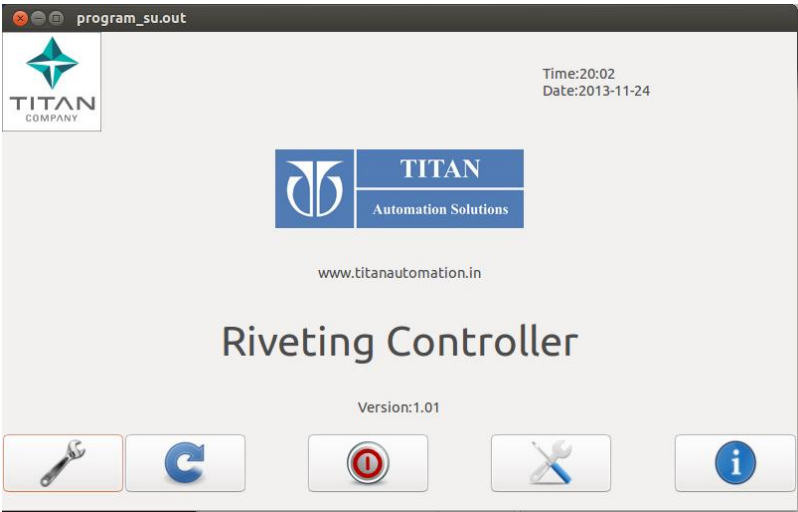 program_su.out
TITAN
COMPANY
Time:20:02
Date:2013-11-24
TITAN
Automation Solutions
www.titanautomation.in
Riveting Controller
Version:1.01